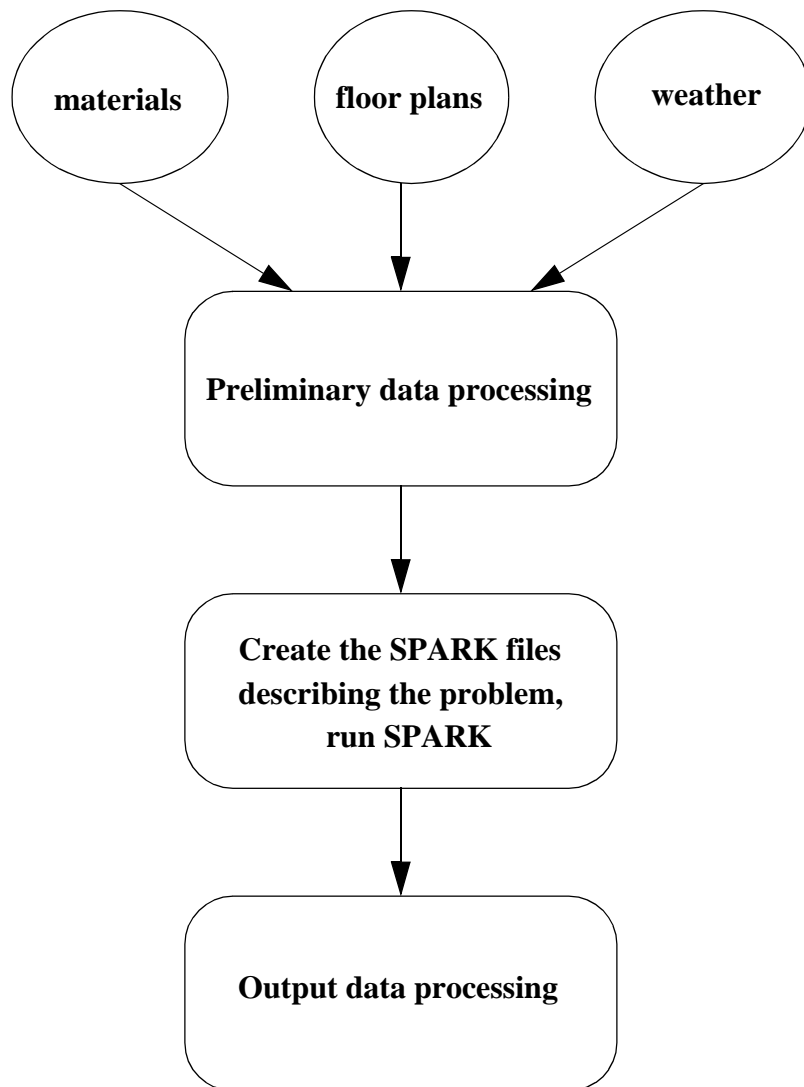 materials
floor plans
weather
Preliminary data processing
Create the SPARK files
describing the problem,
run SPARK
Output data processing